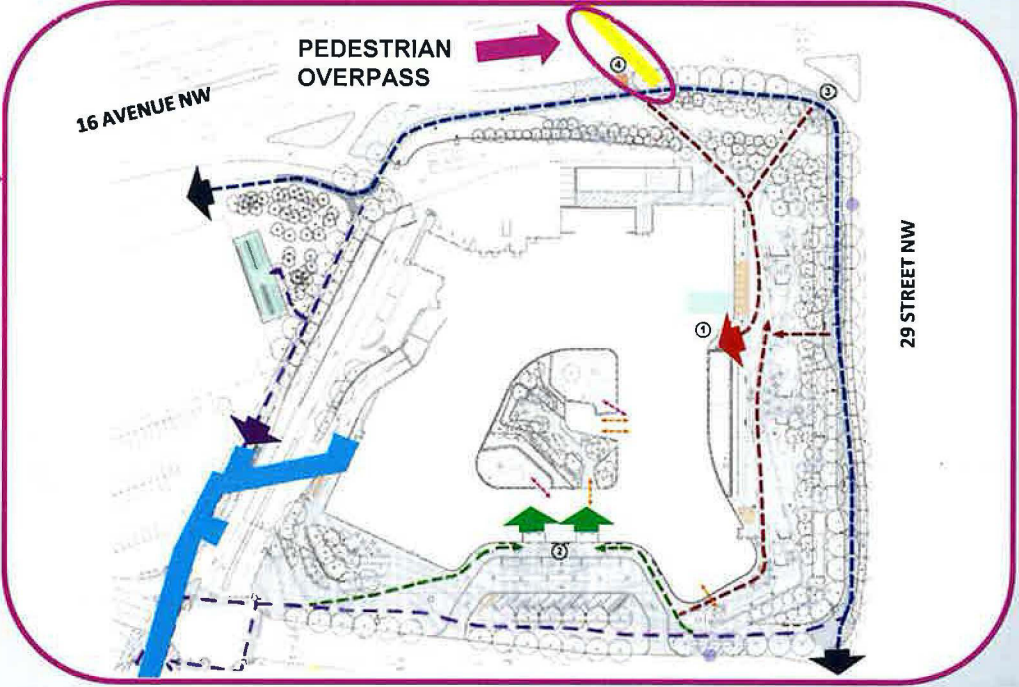 PEDESTRIAN
OVERPASS
16 AVENUE NW
4
3
29 STREET NW
1
2